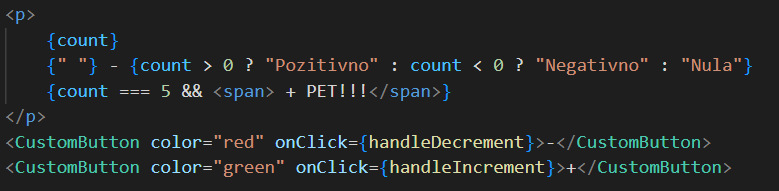 <p>
{count}
{" "} - {count > 0 ? "Pozitivno" : count < 0 ? "Negativno" : "Nula"}
{count === 5 && <span> + PET!!!</span>}
</p>
<CustomButton color="red" onClick={handleDecrement}>-</CustomButton>
<CustomButton color="green" onClick={handleIncrement}>+</CustomButton>